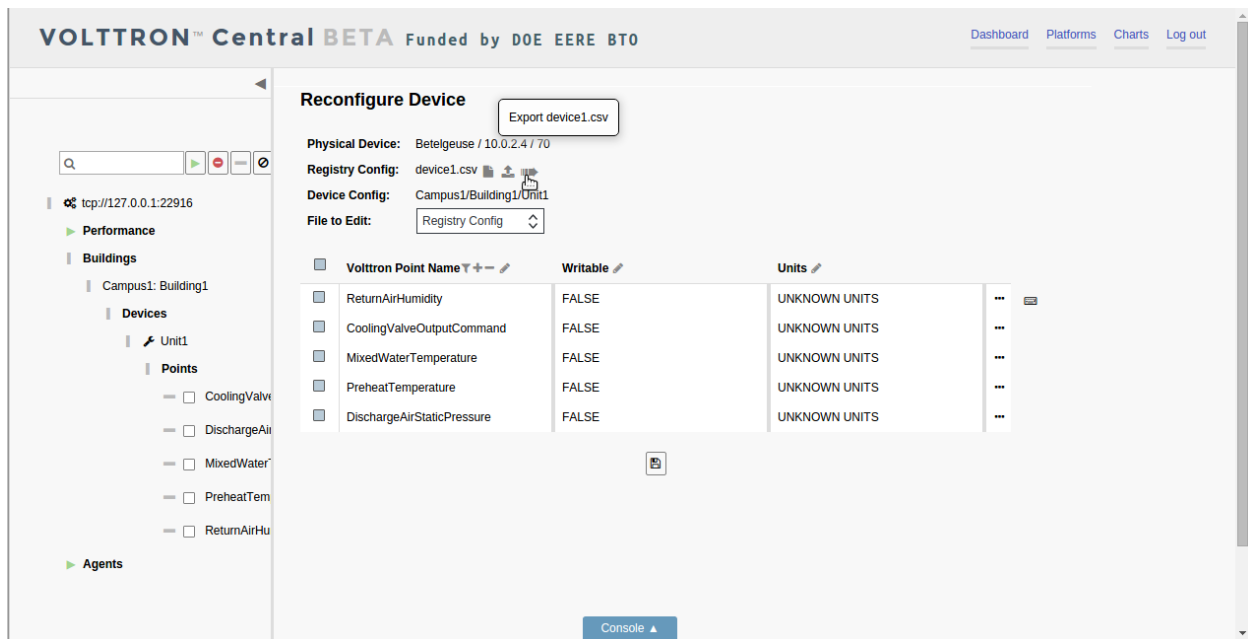 VOLTTRON™ Central BETA Funded by DOE EERE BTO
Dashboard Platforms Charts Log out
Reconfigure Device
Export device1.csv
Physical Device: Betelgeuse / 10.0.2.4 / 70
Registry Config: device1.csv
Device Config: Campus1/Building1/Unit1
File to Edit: Registry Config
tcp://127.0.0.1:22916
Performance
Buildings
Campus1: Building1
Devices
Unit1
Points
CoolingValve
DischargeAir
MixedWaterT
PreheatTem
ReturnAirHu
Agents
Volttron Point Name Writable Units
ReturnAirHumidity FALSE UNKNOWN UNITS
CoolingValveOutputCommand FALSE UNKNOWN UNITS
MixedWaterTemperature FALSE UNKNOWN UNITS
PreheatTemperature FALSE UNKNOWN UNITS
DischargeAirStaticPressure FALSE UNKNOWN UNITS
Console ▲